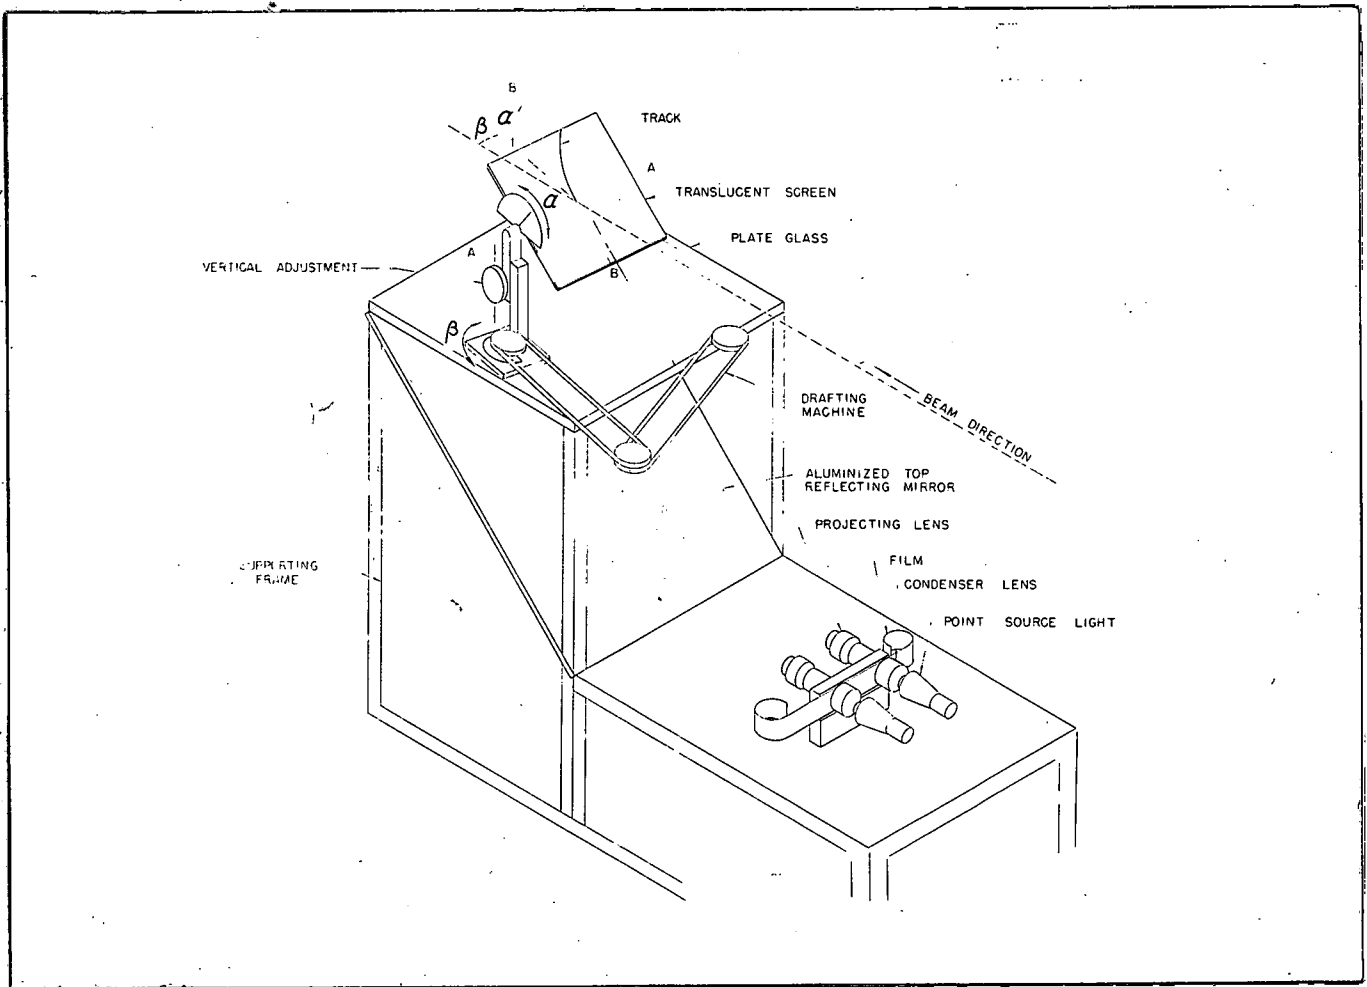 B
β α′
TRACK
A
α
TRANSLUCENT SCREEN
PLATE GLASS
A
VERTICAL ADJUSTMENT
B
β
DRAFTING
MACHINE
BEAM DIRECTION
ALUMINIZED TOP
REFLECTING MIRROR
PROJECTING LENS
FILM
SUPPORTING
FRAME
CONDENSER LENS
POINT SOURCE LIGHT